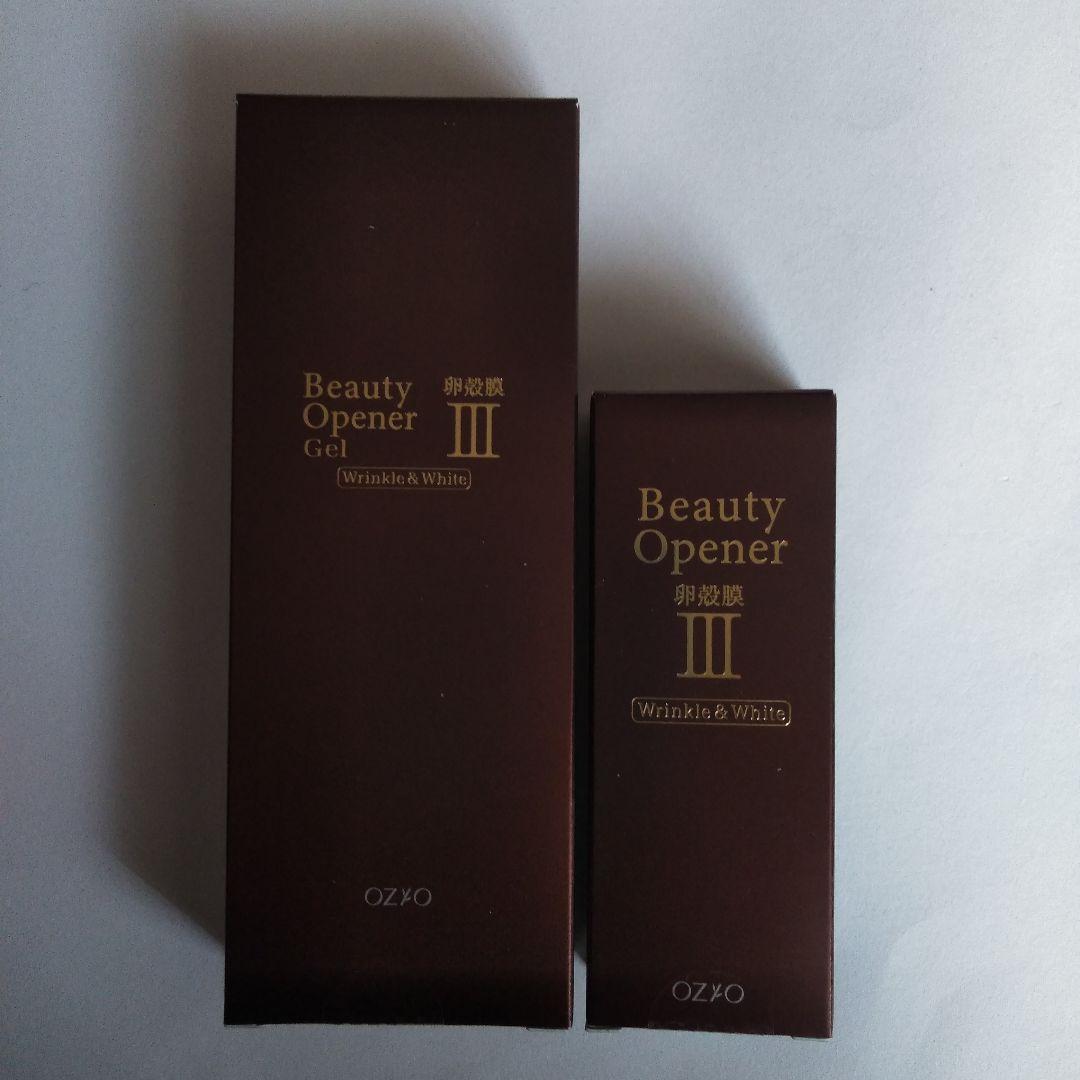 Beauty
Opener
Gel
卵殻膜
III
Wrinkle & White
OZIO
Beauty
Opener
卵殻膜
III
Wrinkle & White
OZIO